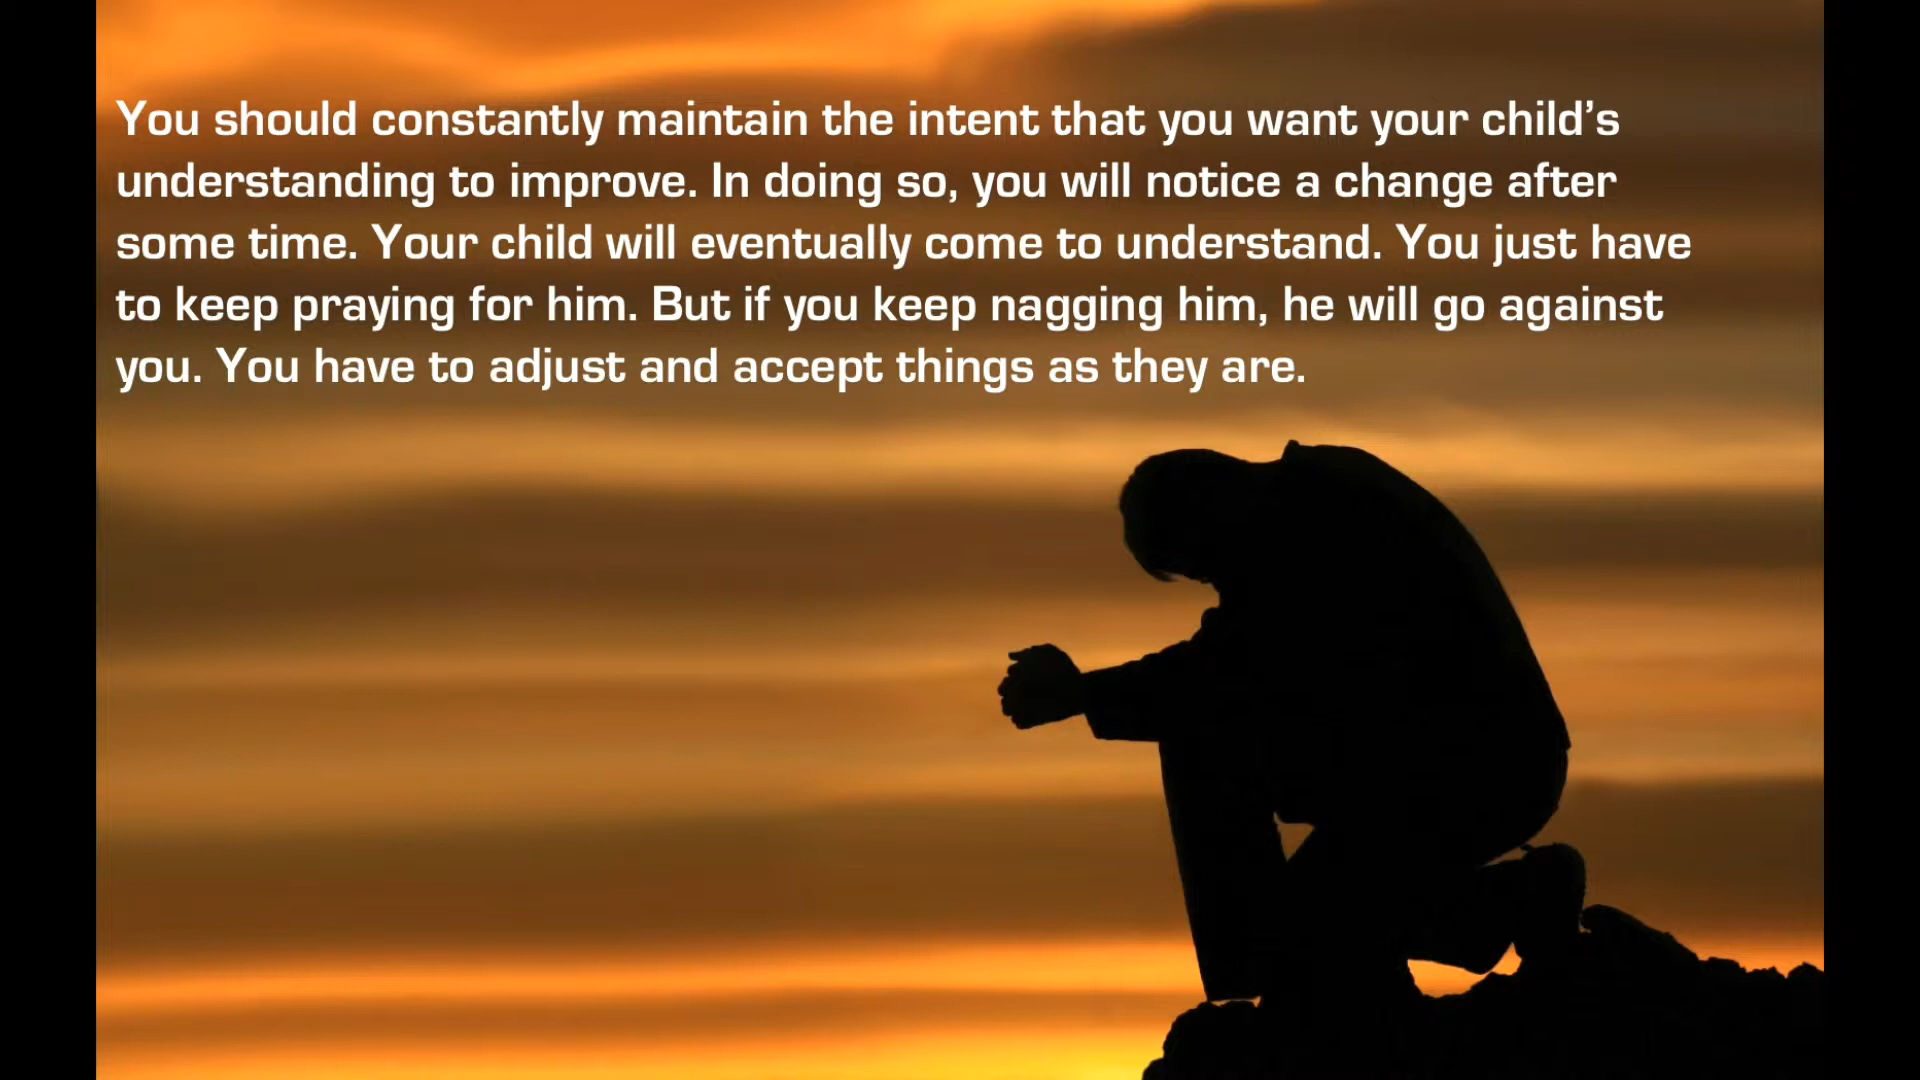 You should constantly maintain the intent that you want your child’s
understanding to improve. In doing so, you will notice a change after
some time. Your child will eventually come to understand. You just have
to keep praying for him. But if you keep nagging him, he will go against
you. You have to adjust and accept things as they are.